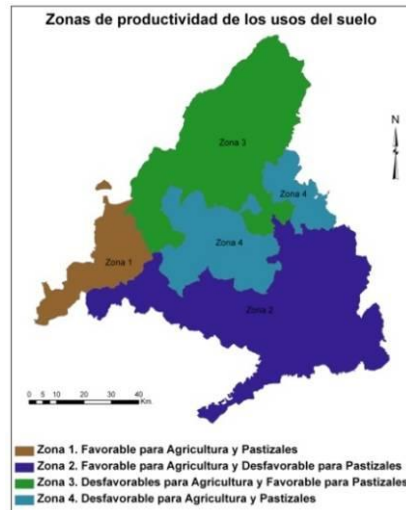 Zonas de productividad de los usos del suelo
N
Zona 3
Zona 4
Zona 4
Zona 1
Zona 2
0 5 10 20 30 40
Km.
Zona 1. Favorable para Agricultura y Pastizales
Zona 2. Favorable para Agricultura y Desfavorable para Pastizales
Zona 3. Desfavorables para Agricultura y Favorable para Pastizales
Zona 4. Desfavorable para Agricultura y Pastizales